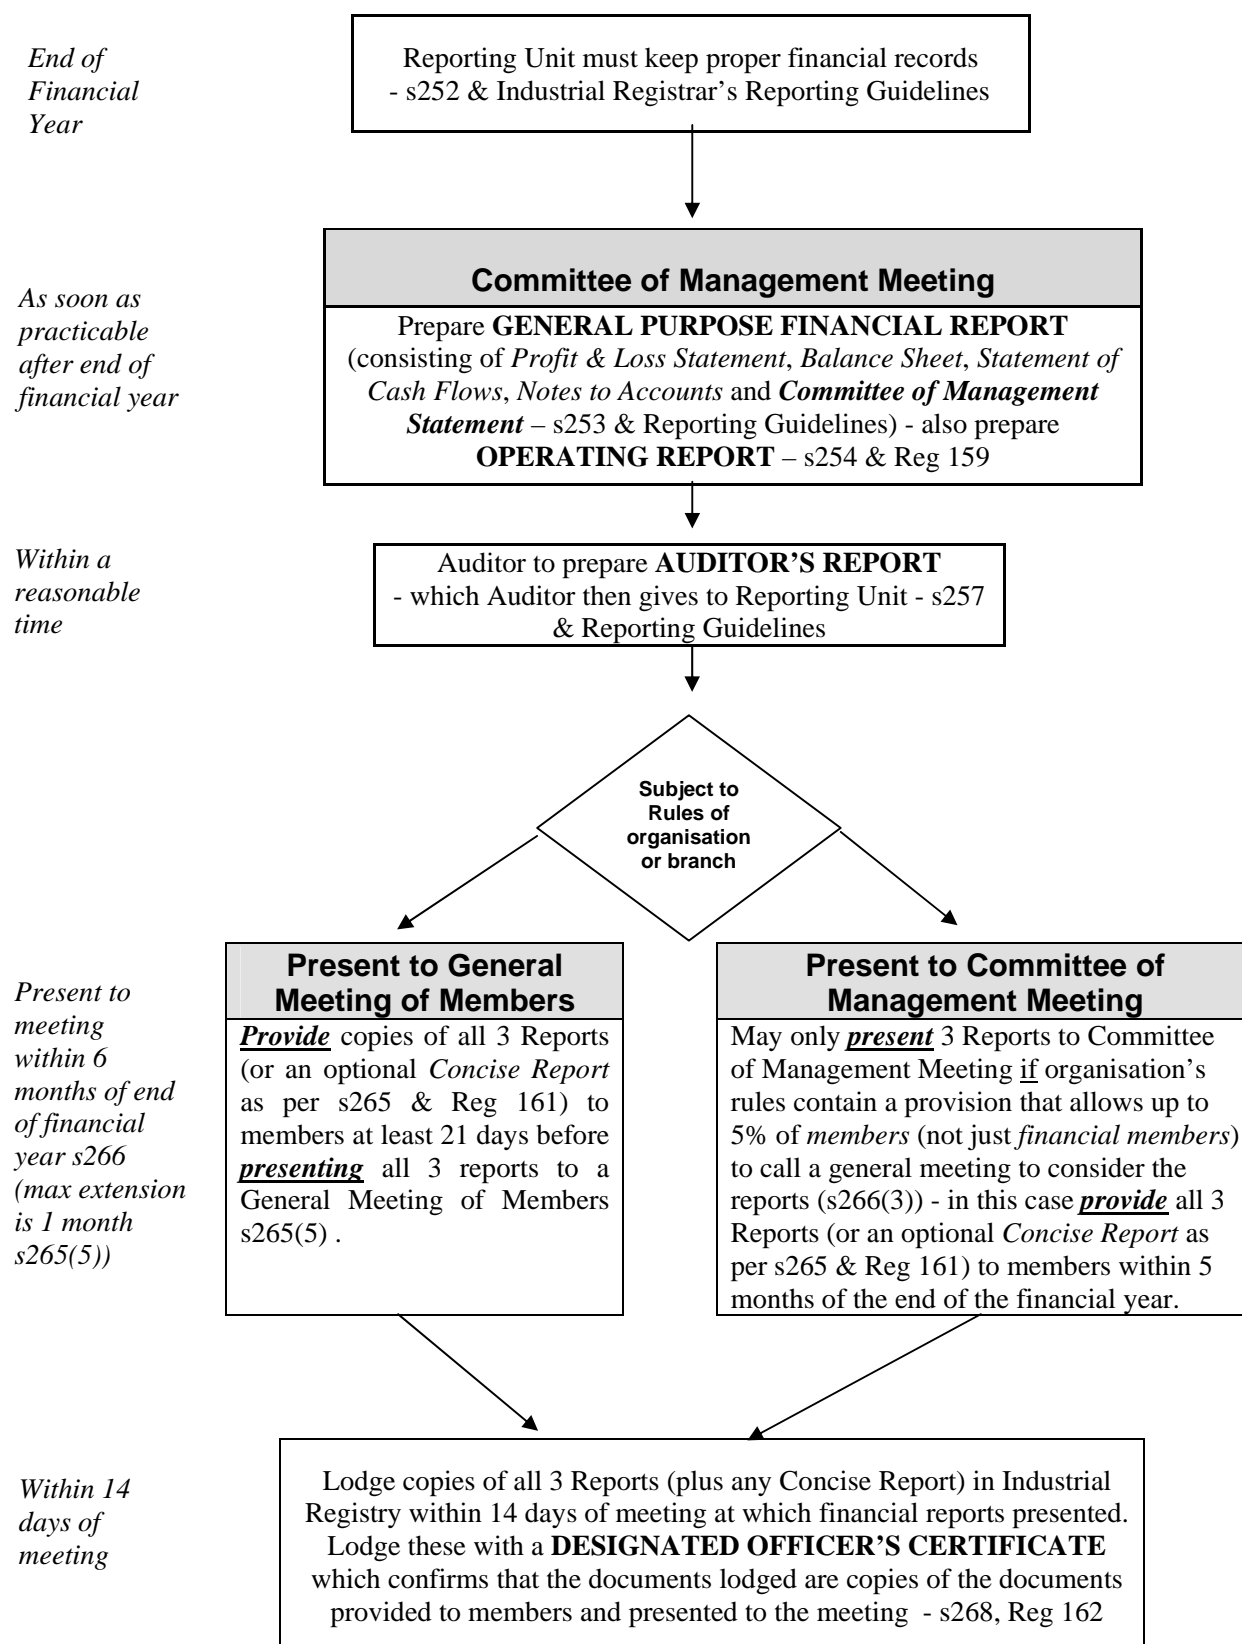 End of
Financial
Year
Reporting Unit must keep proper financial records
- s252 & Industrial Registrar's Reporting Guidelines
As soon as
practicable
after end of
financial year
Committee of Management Meeting
Prepare GENERAL PURPOSE FINANCIAL REPORT
(consisting of Profit & Loss Statement, Balance Sheet, Statement of
Cash Flows, Notes to Accounts and Committee of Management
Statement – s253 & Reporting Guidelines) - also prepare
OPERATING REPORT – s254 & Reg 159
Within a
reasonable
time
Auditor to prepare AUDITOR'S REPORT
- which Auditor then gives to Reporting Unit - s257
& Reporting Guidelines
Subject to
Rules of
organisation
or branch
Present to
meeting
within 6
months of end
of financial
year s266
(max extension
is 1 month
s265(5))
Present to General
Meeting of Members
Provide copies of all 3 Reports
(or an optional Concise Report
as per s265 & Reg 161) to
members at least 21 days before
presenting all 3 reports to a
General Meeting of Members
s265(5) .
Present to Committee of
Management Meeting
May only present 3 Reports to Committee
of Management Meeting if organisation's
rules contain a provision that allows up to
5% of members (not just financial members)
to call a general meeting to consider the
reports (s266(3)) - in this case provide all 3
Reports (or an optional Concise Report as
per s265 & Reg 161) to members within 5
months of the end of the financial year.
Within 14
days of
meeting
Lodge copies of all 3 Reports (plus any Concise Report) in Industrial
Registry within 14 days of meeting at which financial reports presented.
Lodge these with a DESIGNATED OFFICER'S CERTIFICATE
which confirms that the documents lodged are copies of the documents
provided to members and presented to the meeting - s268, Reg 162